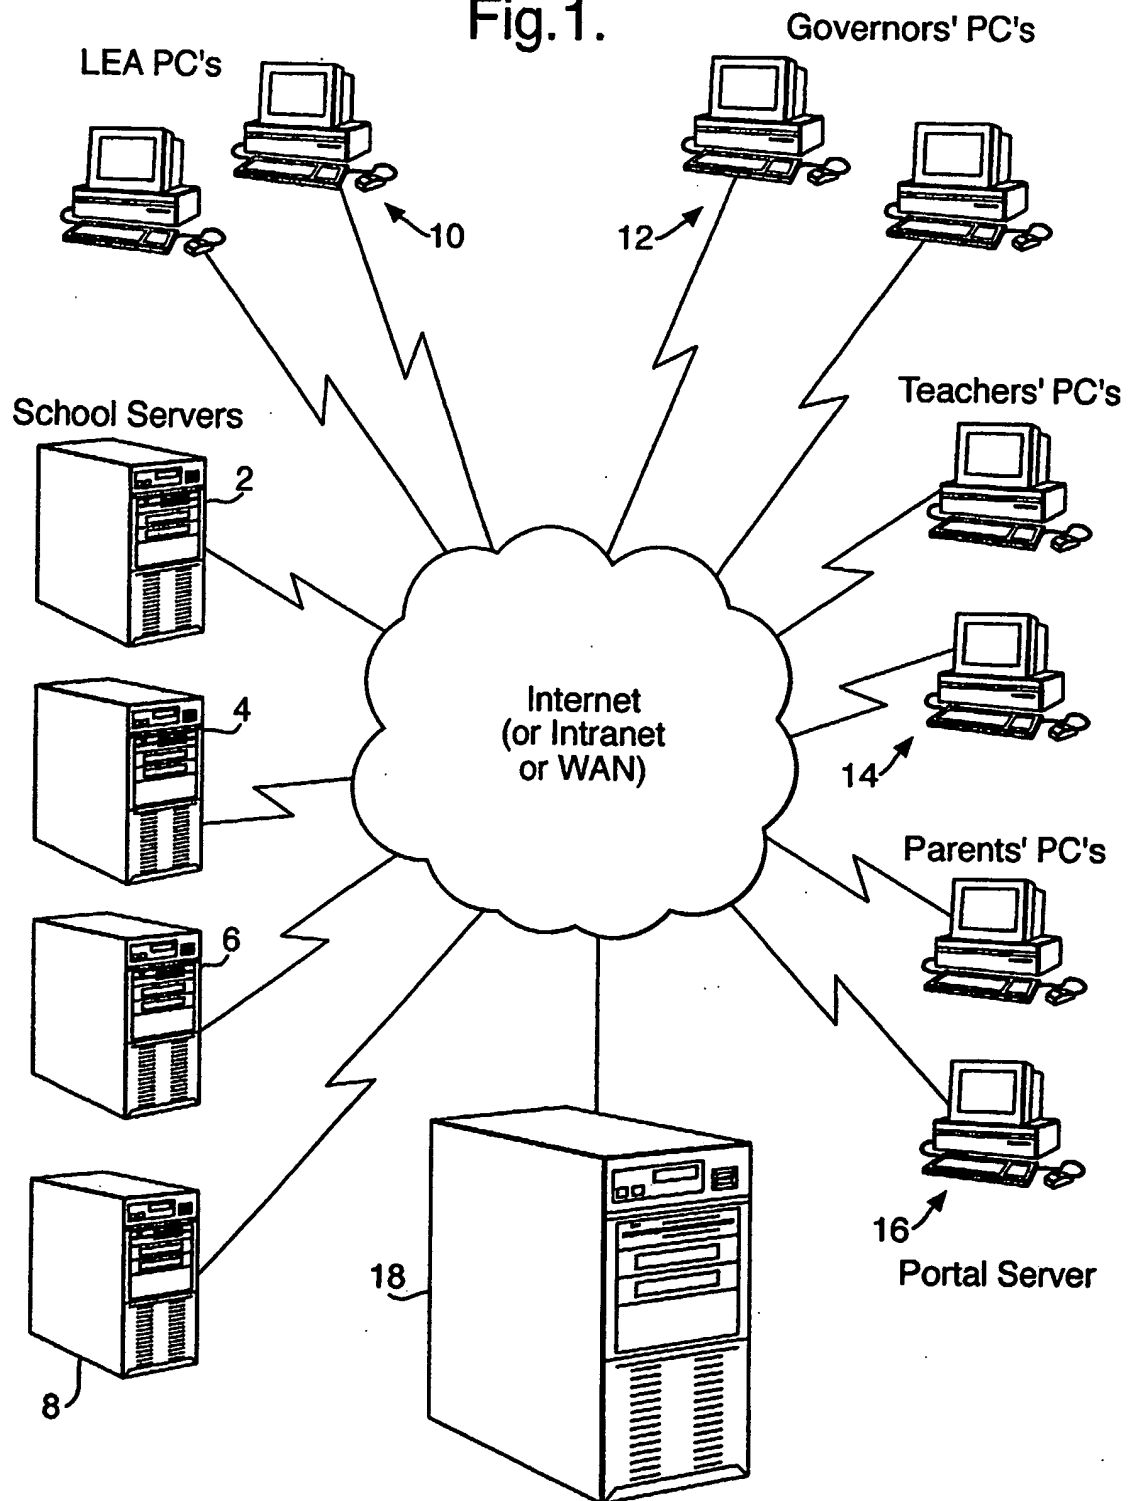 Fig.1.
LEA PC's
Governors' PC's
10
12
School Servers
Teachers' PC's
2
4
Internet
(or Intranet
or WAN)
14
Parents' PC's
6
16
Portal Server
18
8